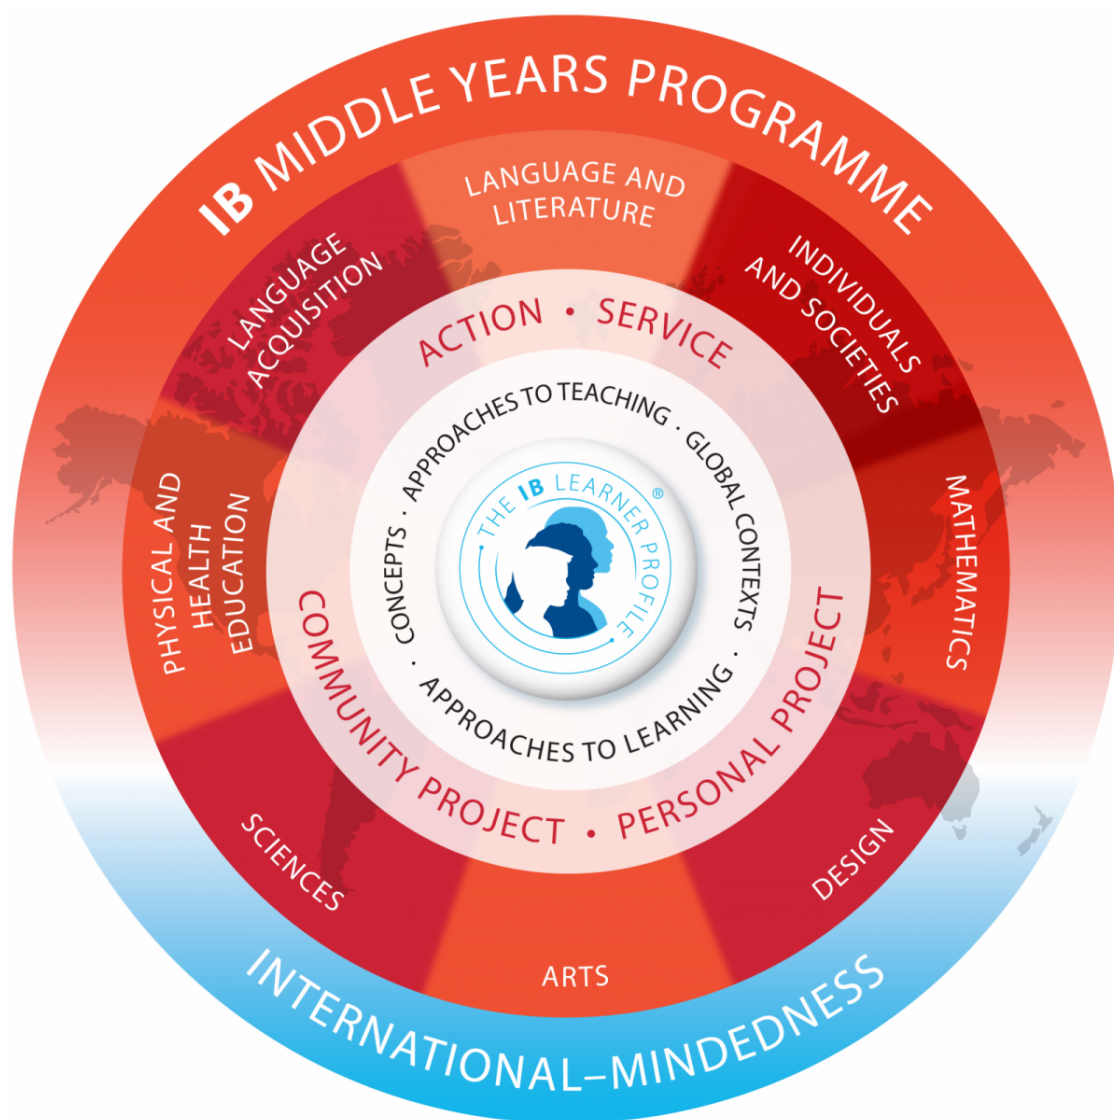 IB MIDDLE YEARS PROGRAMME
LANGUAGE AND
LITERATURE
INDIVIDUALS
AND SOCIETIES
MATHEMATICS
DESIGN
ARTS
SCIENCES
PHYSICAL AND
HEALTH
EDUCATION
LANGUAGE
ACQUISITION
ACTION • SERVICE
PERSONAL PROJECT
• COMMUNITY PROJECT
APPROACHES TO TEACHING · GLOBAL CONTEXTS · APPROACHES TO LEARNING · CONCEPTS ·
• THE IB LEARNER PROFILE •
®
INTERNATIONAL–MINDEDNESS